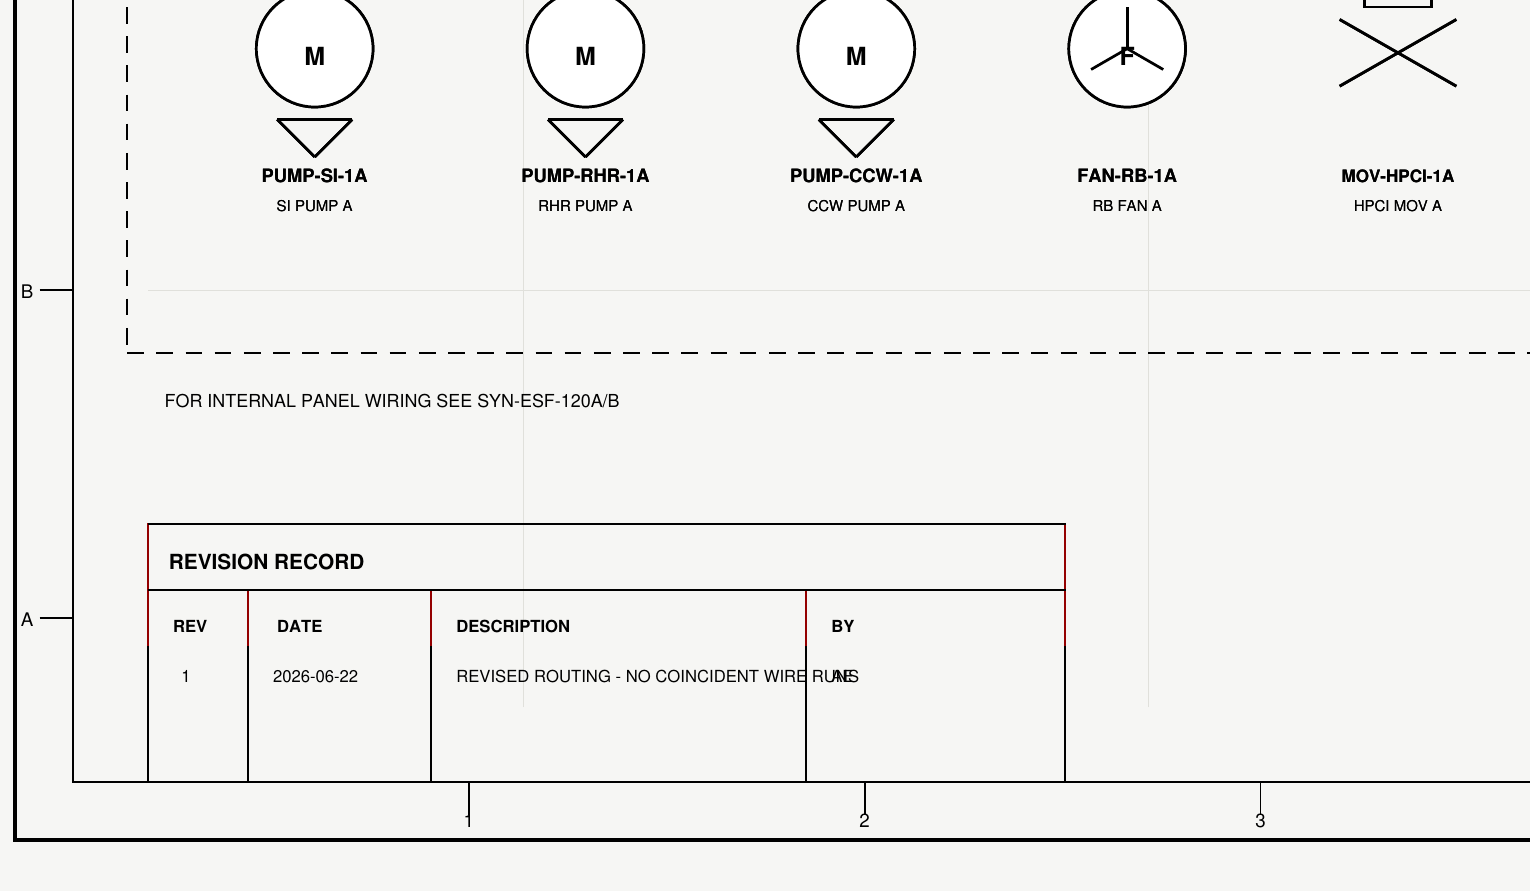 M M M F
PUMP-SI-1A PUMP-RHR-1A PUMP-CCW-1A FAN-RB-1A MOV-HPCI-1A
SI PUMP A RHR PUMP A CCW PUMP A RB FAN A HPCI MOV A
B
FOR INTERNAL PANEL WIRING SEE SYN-ESF-120A/B
REVISION RECORD
A
REV DATE DESCRIPTION BY
1 2026-06-22 REVISED ROUTING - NO COINCIDENT WIRE RUNS
1 2 3